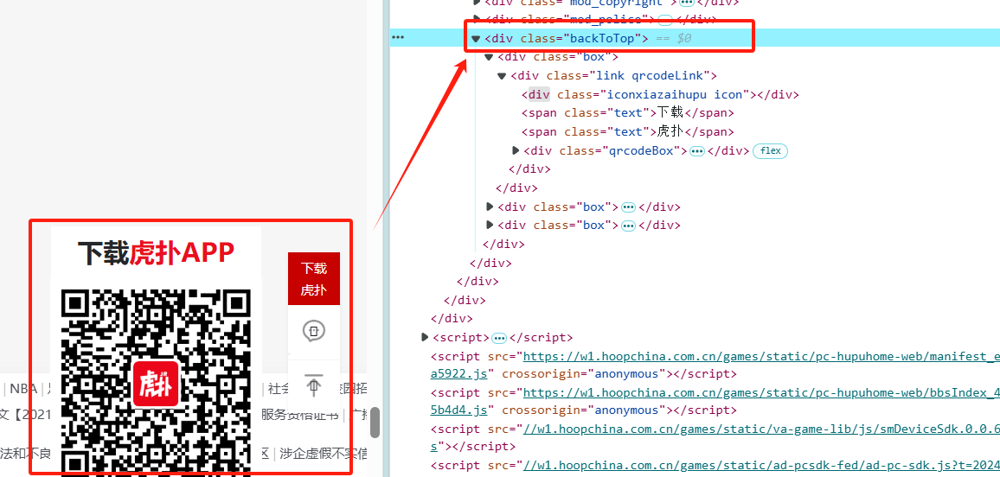 <div class="mod_copyright">…</div>
<div class="mod_police">…</div>
<div class="backToTop"> == $0
<div class="box">
<div class="link qrcodeLink">
<div class="iconxiazaihupu icon"></div>
<span class="text">下载</span>
<span class="text">虎扑</span>
<div class="qrcodeBox">…</div> flex
</div>
</div>
<div class="box">…</div>
<div class="box">…</div>
</div>
</div>
</div>
</div>
</div>
<script>…</script>
<script src="https://w1.hoopchina.com.cn/games/static/pc-hupuhome-web/manifest_e
a5922.js" crossorigin="anonymous"></script>
<script src="https://w1.hoopchina.com.cn/games/static/pc-hupuhome-web/bbsIndex_4
5b4d4.js" crossorigin="anonymous"></script>
<script src="//w1.hoopchina.com.cn/games/static/va-game-lib/js/smDeviceSdk.0.0.6
s"></script>
<script src="//w1.hoopchina.com.cn/games/static/ad-pcsdk-fed/ad-pc-sdk.js?t=2024
下载虎扑APP
下载
虎扑
虎扑
| NBA |
| 社会
园招
文【2021
服务资格证书 | 广播
法和不良
区 | 涉企虚假不实信